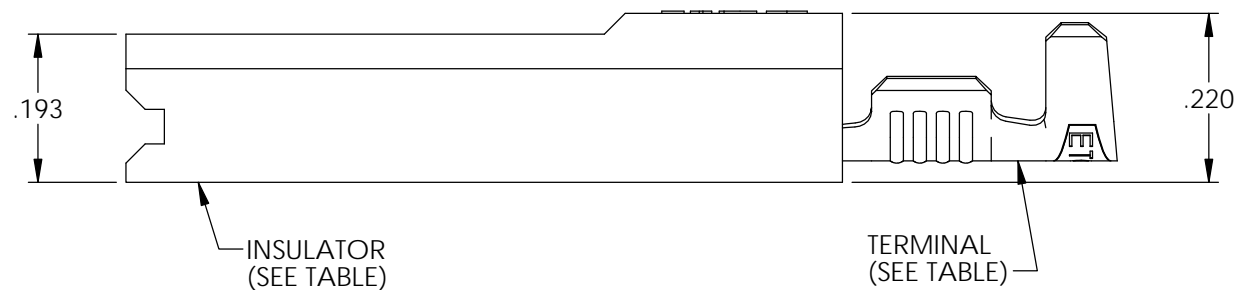 .193
.220
INSULATOR
(SEE TABLE)
TERMINAL
(SEE TABLE)